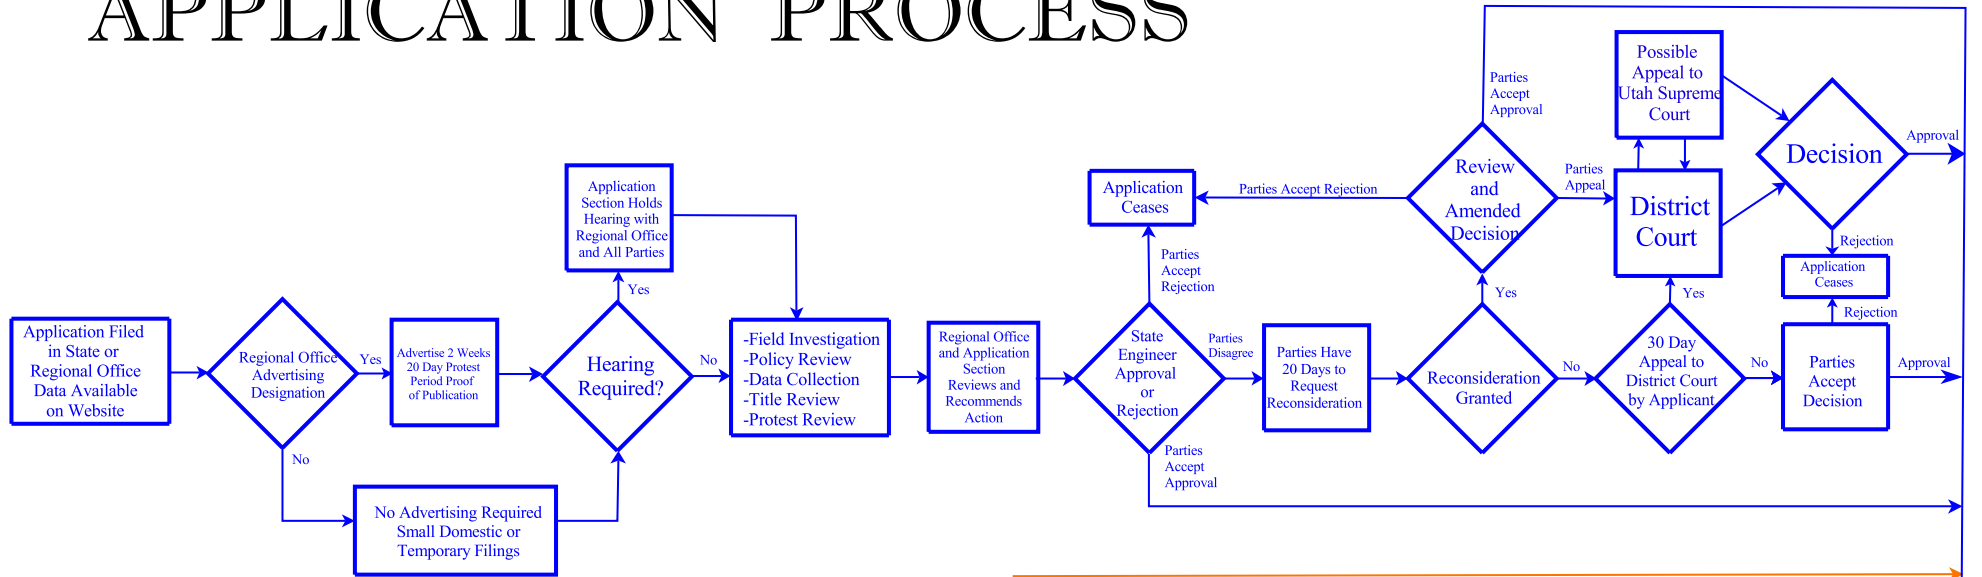 APPLICATION PROCESS
Application Filed
in State or
Regional Office
Data Available
on Website
Regional Office
Advertising
Designation
Yes
No
Advertise 2 Weeks
20 Day Protest
Period Proof
of Publication
No Advertising Required
Small Domestic or
Temporary Filings
Hearing
Required?
Yes
No
Application
Section Holds
Hearing with
Regional Office
and All Parties
-Field Investigation
-Policy Review
-Data Collection
-Title Review
-Protest Review
Regional Office
and Application
Section
Reviews and
Recommends
Action
State
Engineer
Approval
or
Rejection
Parties
Accept
Rejection
Application
Ceases
Parties
Disagree
Parties
Accept
Approval
Parties Have
20 Days to
Request
Reconsideration
Reconsideration
Granted
Yes
No
Review
and
Amended
Decision
Parties Accept Rejection
Parties
Accept
Approval
Parties
Appeal
30 Day
Appeal to
District Court
by Applicant
Yes
No
District
Court
Possible
Appeal to
Utah Supreme
Court
Decision
Approval
Rejection
Application
Ceases
Rejection
Parties
Accept
Decision
Approval